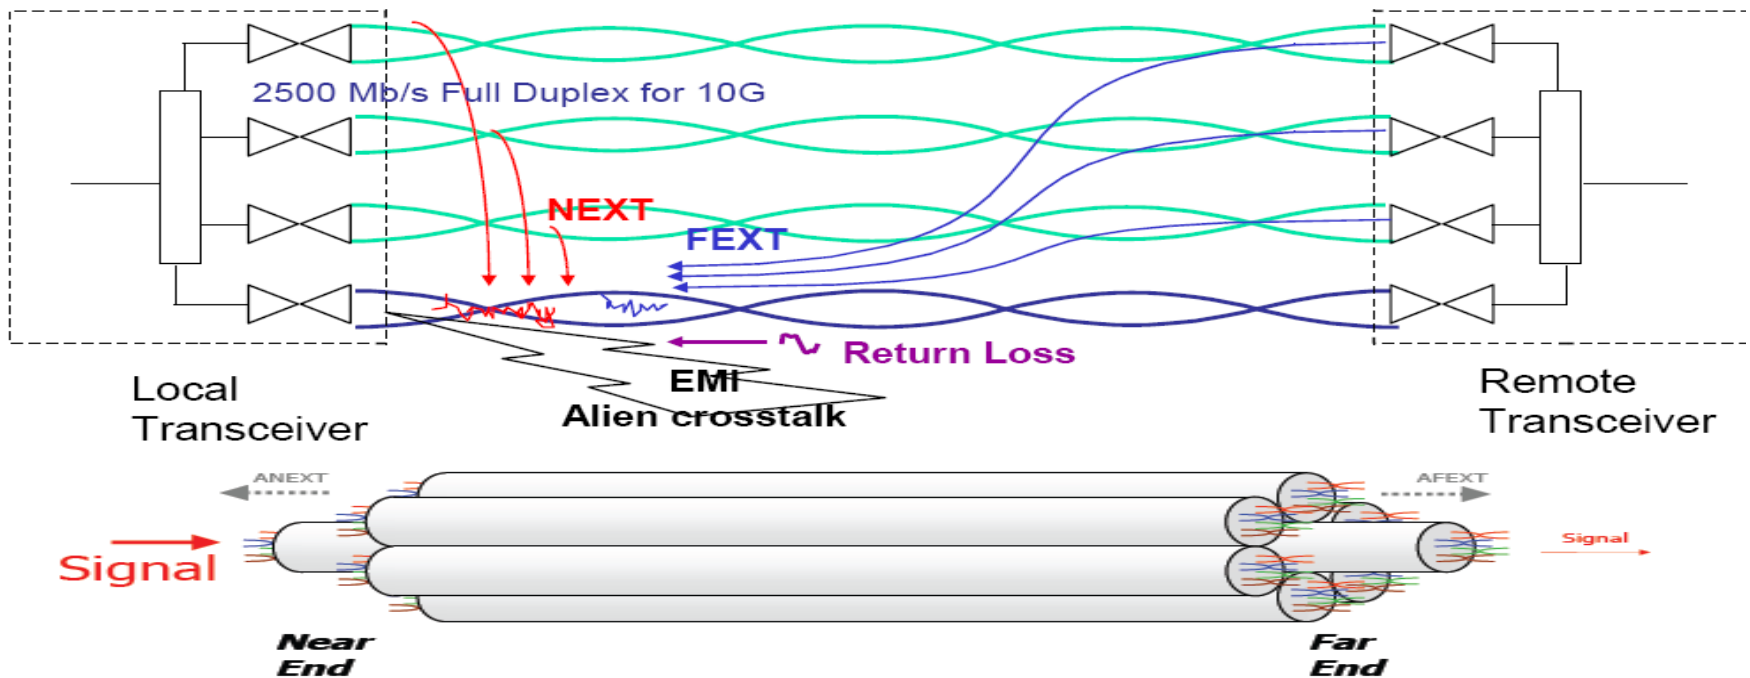 2500 Mb/s Full Duplex for 10G
NEXT
FEXT
Return Loss
EMI
Alien crosstalk
Local
Transceiver
Remote
Transceiver
ANEXT
AFEXT
Signal
Signal
Near
End
Far
End